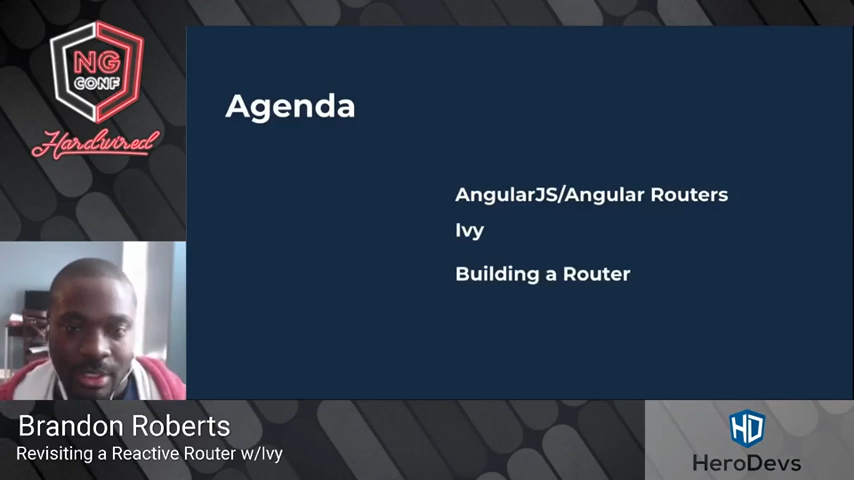 NG
CONF
Hardwired
Agenda
AngularJS/Angular Routers
Ivy
Building a Router
Brandon Roberts
Revisiting a Reactive Router w/Ivy
HD
HeroDevs